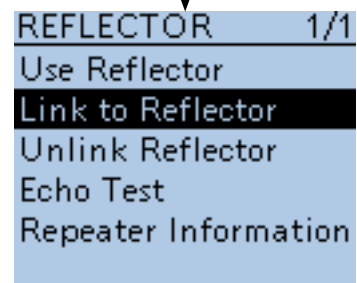 REFLECTOR 1/1
Use Reflector
Link to Reflector
Unlink Reflector
Echo Test
Repeater Information